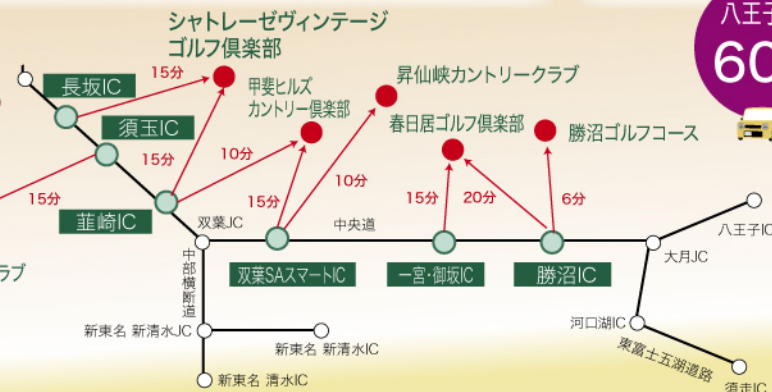 シャトレーゼヴィンテージ
ゴルフ倶楽部
八王子
60
長坂IC
15分
甲斐ヒルズ
カントリー倶楽部
昇仙峡カントリークラブ
須玉IC
春日居ゴルフ倶楽部
勝沼ゴルフコース
15分
10分
15分
10分
15分
15分
20分
6分
韮崎IC
双葉JC
中央道
八王子IC
ラブ
双葉SAスマートIC
一宮・御坂IC
勝沼IC
大月JC
中部横断道
新東名 新清水JC
新東名 新清水IC
河口湖IC
東富士五湖道路
新東名 清水IC
須走IC